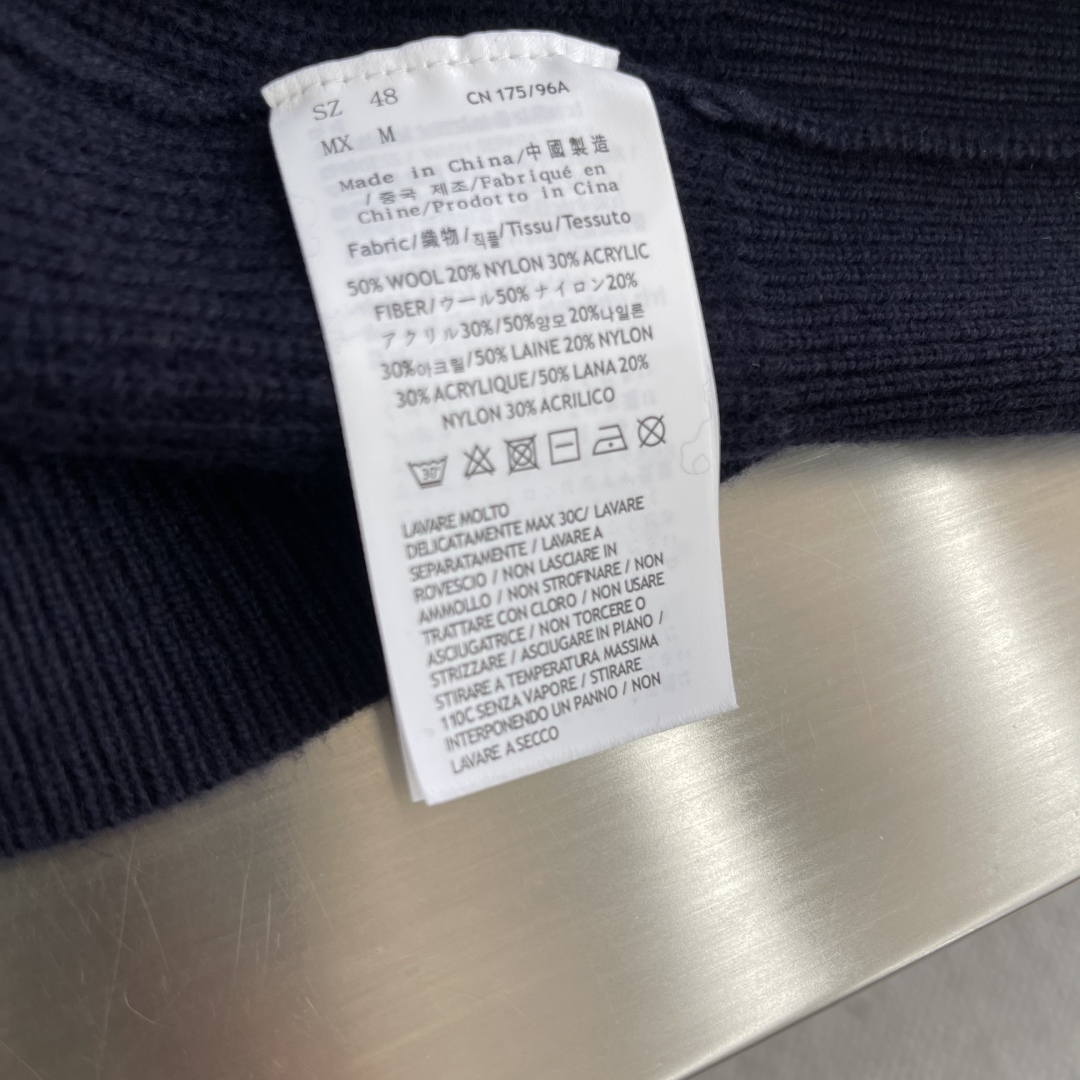 SZ 48 CN 175/96A
MX M
Made in China/中國製造
/중국 제조/Fabriqué en
Chine/Prodotto in Cina
Fabric/織物/직물/Tissu/Tessuto
50% WOOL 20% NYLON 30% ACRYLIC
FIBER/ウール50% ナイロン20%
アクリル30%/50%양모 20%나일론
30%아크릴/50% LAINE 20% NYLON
30% ACRYLIQUE/50% LANA 20%
NYLON 30% ACRILICO
30
LAVARE MOLTO
DELICATAMENTE MAX 30C/ LAVARE
SEPARATAMENTE / LAVARE A
ROVESCIO / NON LASCIARE IN
AMMOLLO / NON STROFINARE / NON
TRATTARE CON CLORO / NON USARE
ASCIUGATRICE / NON TORCERE O
STRIZZARE / ASCIUGARE IN PIANO /
STIRARE A TEMPERATURA MASSIMA
110C SENZA VAPORE / STIRARE
INTERPONENDO UN PANNO / NON
LAVARE A SECCO